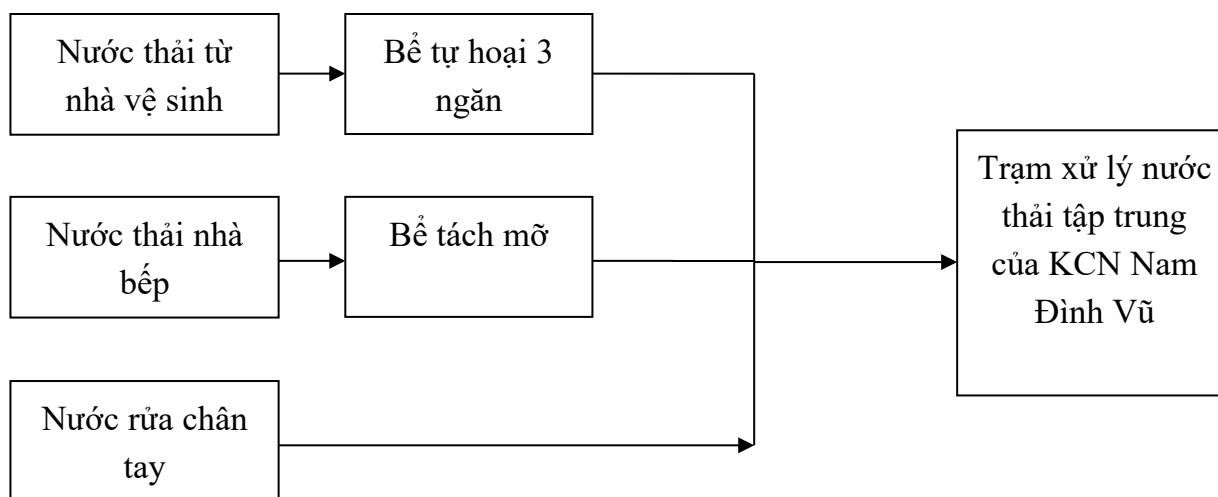 Nước thải từ
nhà vệ sinh
Bể tự hoại 3
ngăn
Nước thải nhà
bếp
Bể tách mỡ
Trạm xử lý nước
thải tập trung
của KCN Nam
Đình Vũ
Nước rửa chân
tay